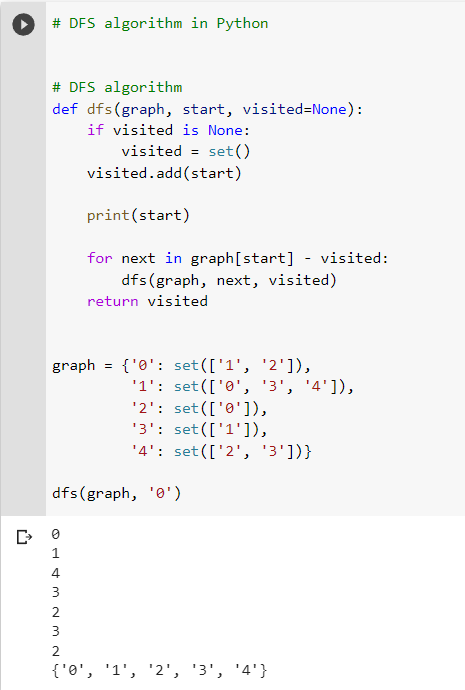 # DFS algorithm in Python
# DFS algorithm
def dfs(graph, start, visited=None):
    if visited is None:
        visited = set()
    visited.add(start)
    print(start)
    for next in graph[start] - visited:
        dfs(graph, next, visited)
    return visited
graph = {'0': set(['1', '2']),
         '1': set(['0', '3', '4']),
         '2': set(['0']),
         '3': set(['1']),
         '4': set(['2', '3'])}
dfs(graph, '0')
0
1
4
3
2
3
2
{'0', '1', '2', '3', '4'}